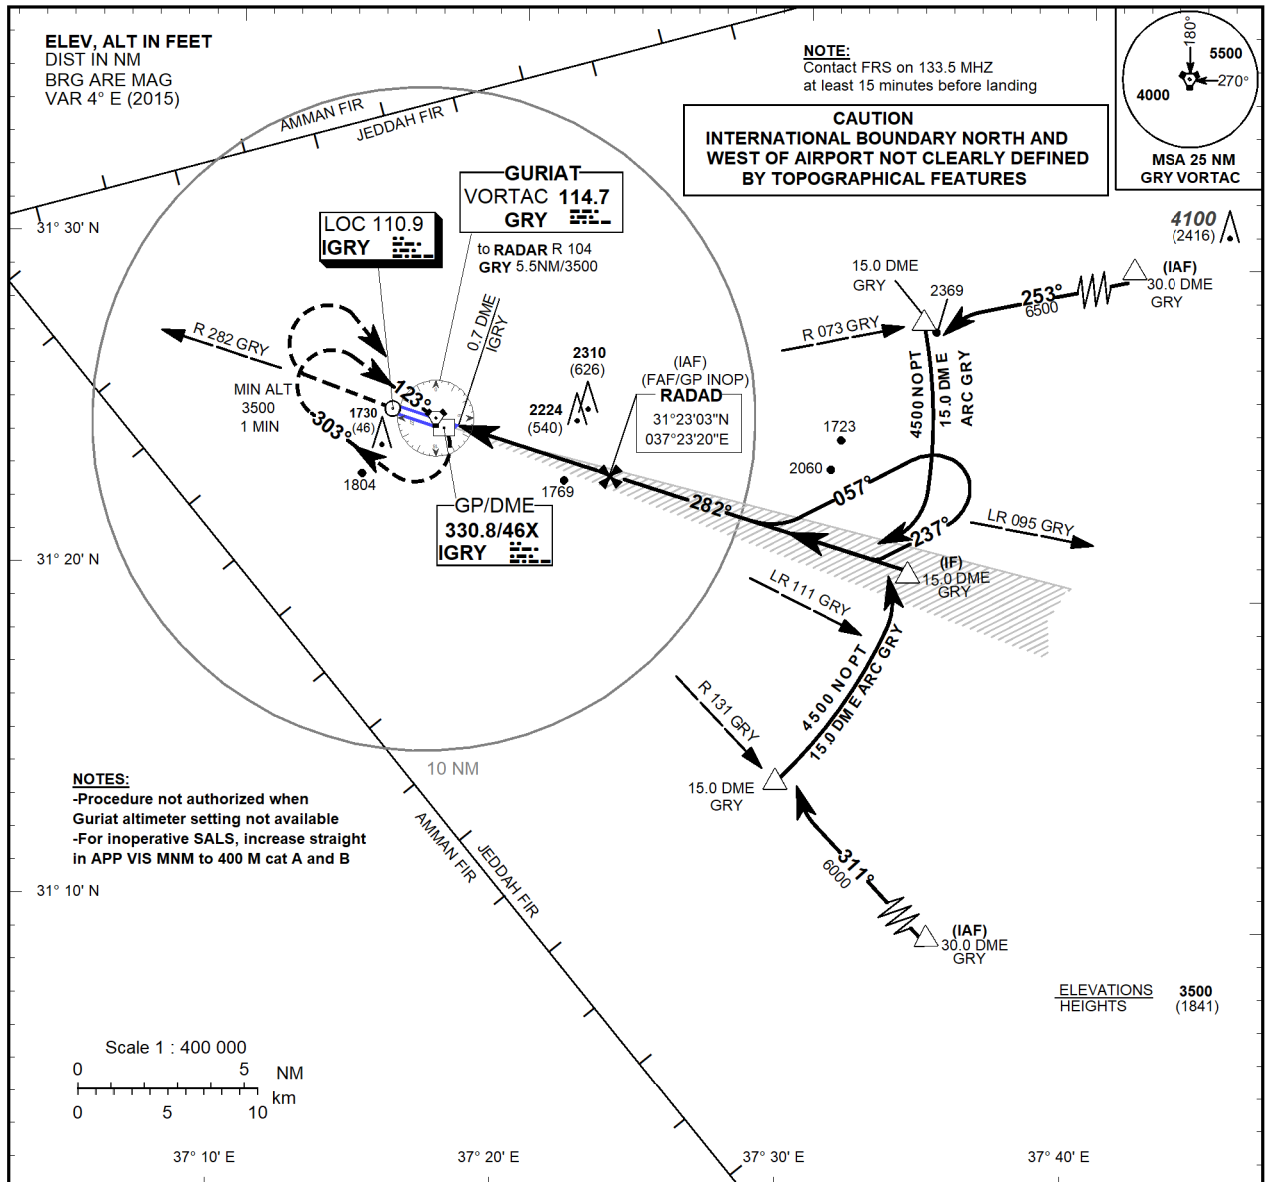 ELEV, ALT IN FEET
DIST IN NM
BRG ARE MAG
VAR 4° E (2015)
NOTE:
Contact FRS on 133.5 MHZ
at least 15 minutes before landing
CAUTION
INTERNATIONAL BOUNDARY NORTH AND
WEST OF AIRPORT NOT CLEARLY DEFINED
BY TOPOGRAPHICAL FEATURES
180°
5500
270°
4000
MSA 25 NM
GRY VORTAC
AMMAN FIR
JEDDAH FIR
GURIAT
VORTAC 114.7
GRY
LOC 110.9
IGRY
to RADAR R 104
GRY 5.5NM/3500
31° 30' N
4100
(2416)
15.0 DME
GRY
2369
253°
6500
(IAF)
30.0 DME
GRY
R 073 GRY
0.7 DME
IGRY
R 282 GRY
MIN ALT
3500
1 MIN
123°
303°
1730
(46)
1804
2310
(626)
2224
(540)
1769
(IAF)
(FAF/GP INOP)
RADAD
31°23'03"N
037°23'20"E
4500 NO PT
15.0 DME
ARC GRY
1723
2060
057°
282°
237°
LR 095 GRY
GP/DME
330.8/46X
IGRY
31° 20' N
(IF)
15.0 DME
GRY
LR 111 GRY
4500 NO PT
15.0 DME ARC GRY
R 131 GRY
15.0 DME
GRY
10 NM
NOTES:
-Procedure not authorized when
Guriat altimeter setting not available
-For inoperative SALS, increase straight
in APP VIS MNM to 400 M cat A and B
AMMAN FIR
JEDDAH FIR
31° 10' N
311°
6000
(IAF)
30.0 DME
GRY
ELEVATIONS 3500
HEIGHTS (1841)
Scale 1 : 400 000
0 5 NM
km
0 5 10
37° 10' E
37° 20' E
37° 30' E
37° 40' E